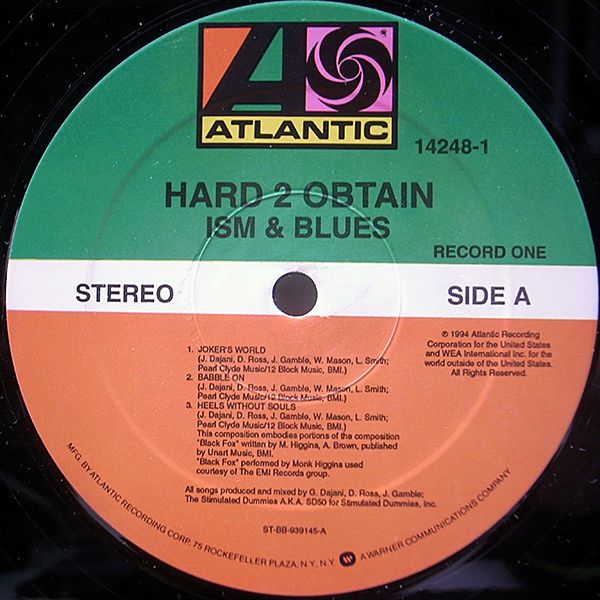 ATLANTIC
14248-1
HARD 2 OBTAIN
ISM & BLUES
RECORD ONE
STEREO
SIDE A
℗ 1994 Atlantic Recording
Corporation for the United States
and WEA International Inc. for the
world outside of the United States.
All Rights Reserved.
1. JOKER'S WORLD
(J. Dajani, D. Ross, J. Gamble, W. Mason, L. Smith;
Pearl Clyde Music/12 Block Music, BMI.)
2. BABBLE ON
(J. Dajani, D. Ross, J. Gamble, W. Mason, L. Smith;
Pearl Clyde Music/12 Block Music, BMI.)
3. HEELS WITHOUT SOULS
(J. Dajani, D. Ross, J. Gamble, W. Mason, L. Smith;
Pearl Clyde Music/12 Block Music, BMI.)
This composition embodies portions of the composition
"Black Fox" written by M. Higgins, A. Brown, published
by Unart Music, BMI.
"Black Fox" performed by Monk Higgins used
courtesy of The EMI Records group.
All songs produced and mixed by G. Dajani, D. Ross, J. Gamble;
The Stimulated Dummies A.K.A. SD50 for Stimulated Dummies, Inc.
ST-BB-939145-A
MFG. BY ATLANTIC RECORDING CORP. 75 ROCKEFELLER PLAZA, N.Y. N.Y. A WARNER COMMUNICATIONS COMPANY